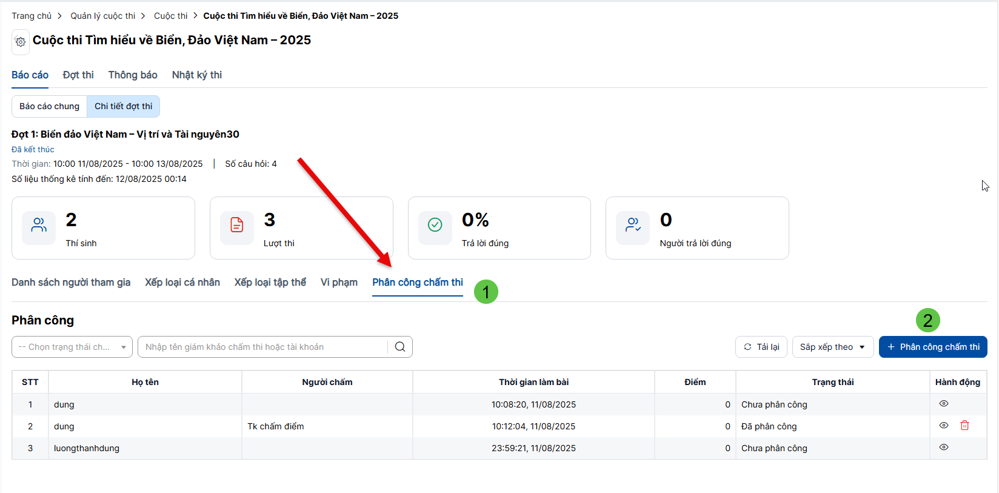 Trang chủ > Quản lý cuộc thi > Cuộc thi > Cuộc thi Tìm hiểu về Biển, Đảo Việt Nam – 2025
Cuộc thi Tìm hiểu về Biển, Đảo Việt Nam – 2025
Báo cáo Đợt thi Thông báo Nhật ký thi
Báo cáo chung Chi tiết đợt thi
Đợt 1: Biển đảo Việt Nam – Vị trí và Tài nguyên30
Đã kết thúc
Thời gian: 10:00 11/08/2025 - 10:00 13/08/2025 | Số câu hỏi: 4
Số liệu thống kê tính đến: 12/08/2025 00:14
2 3 0% 0
Thí sinh Lượt thi Trả lời đúng Người trả lời đúng
Danh sách người tham gia Xếp loại cá nhân Xếp loại tập thể Vi phạm Phân công chấm thi 1
Phân công 2
-- Chọn trạng thái ch... Nhập tên giám khảo chấm thi hoặc tài khoản Tải lại Sắp xếp theo + Phân công chấm thi
STT Họ tên Người chấm Thời gian làm bài Điểm Trạng thái Hành động
1 dung 10:08:20, 11/08/2025 0 Chưa phân công
2 dung Tk chấm điểm 10:12:04, 11/08/2025 0 Đã phân công
3 luongthanhdung 23:59:21, 11/08/2025 0 Chưa phân công